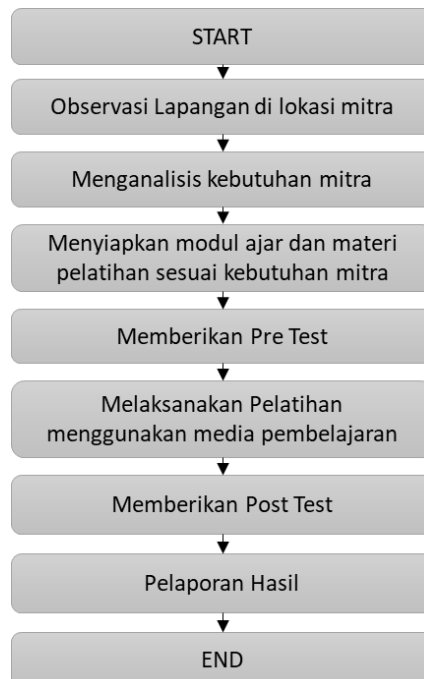 START
Observasi Lapangan di lokasi mitra
Menganalisis kebutuhan mitra
Menyiapkan modul ajar dan materi
pelatihan sesuai kebutuhan mitra
Memberikan Pre Test
Melaksanakan Pelatihan
menggunakan media pembelajaran
Memberikan Post Test
Pelaporan Hasil
END